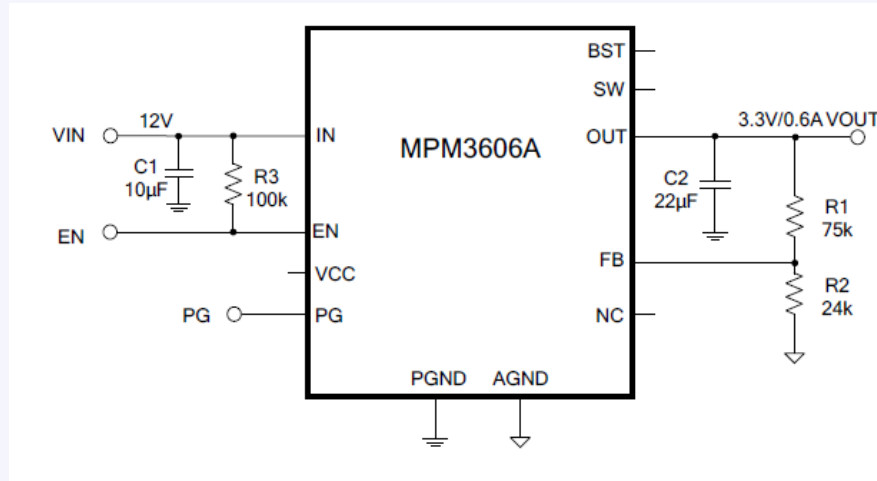 BST
SW
VIN
12V
IN
MPM3606A
OUT
3.3V/0.6A VOUT
C1
10µF
R3
100k
C2
22µF
R1
75k
EN
EN
FB
VCC
R2
24k
PG
PG
NC
PGND
AGND